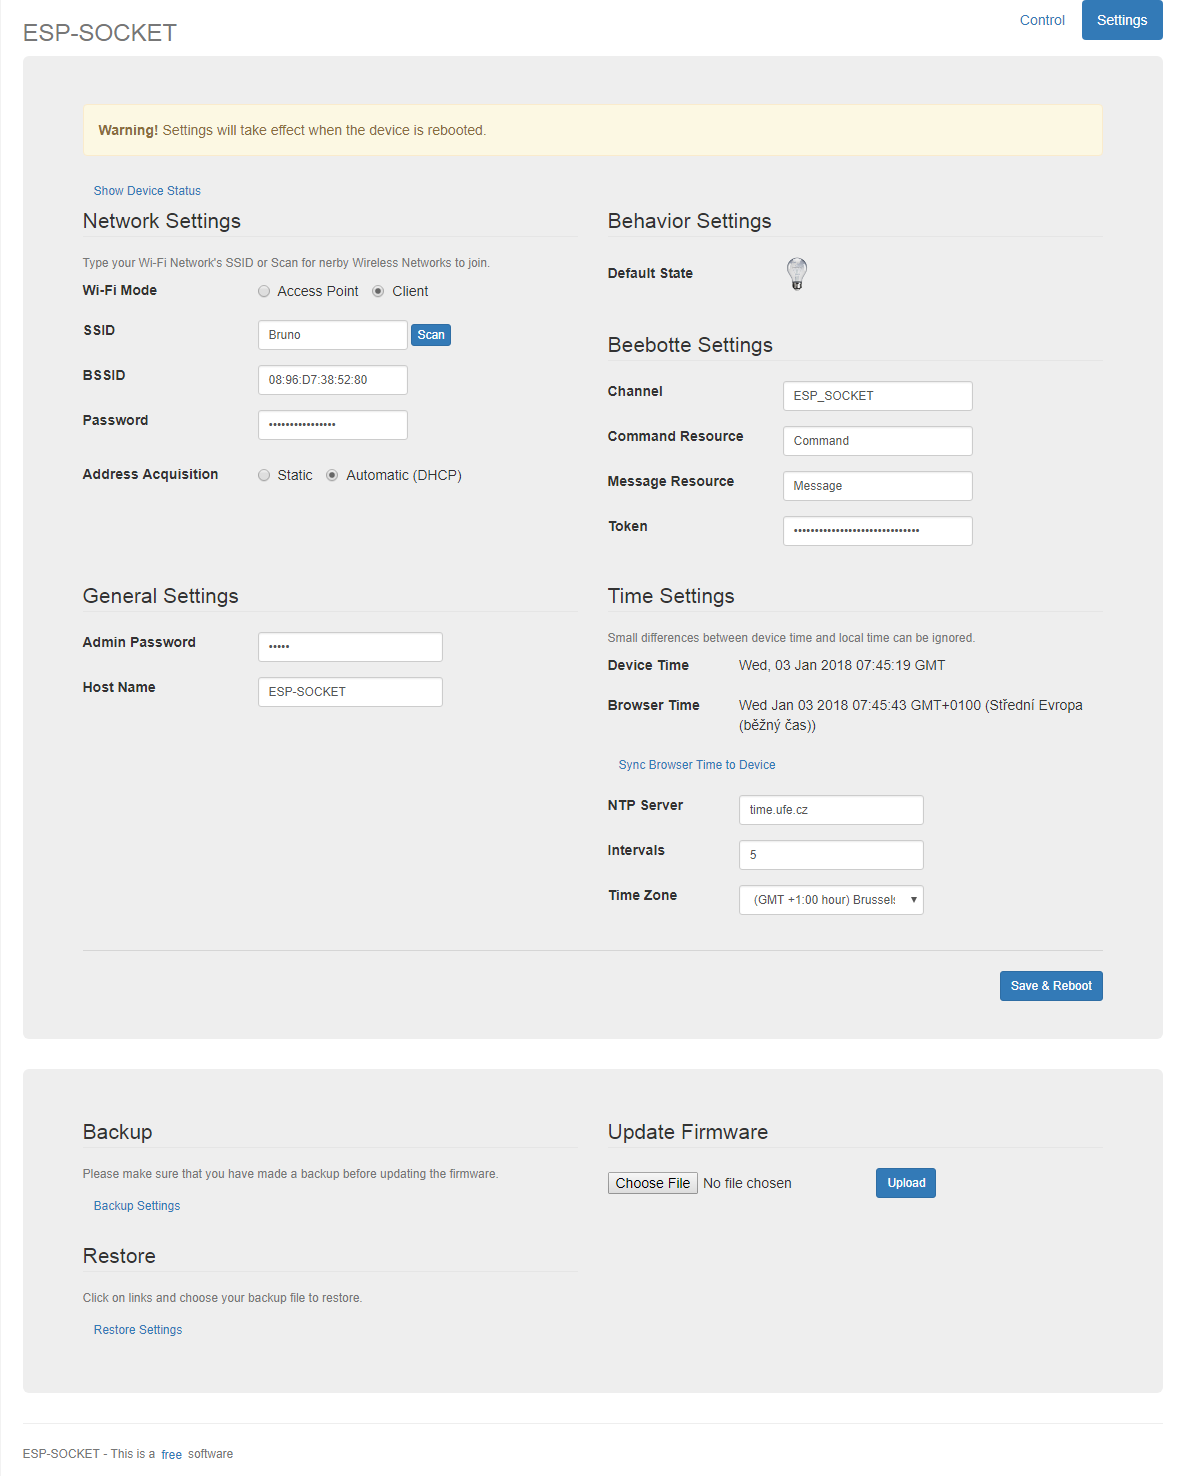 ESP-SOCKET
Control
Settings
Warning! Settings will take effect when the device is rebooted.
Show Device Status
Network Settings
Type your Wi-Fi Network's SSID or Scan for nerby Wireless Networks to join.
Wi-Fi Mode
Access Point
Client
SSID
Bruno
Scan
BSSID
08:96:D7:38:52:80
Password
•••••••••••••••
Address Acquisition
Static
Automatic (DHCP)
Behavior Settings
Default State
Beebotte Settings
Channel
ESP_SOCKET
Command Resource
Command
Message Resource
Message
Token
••••••••••••••••••••••••••••••
General Settings
Admin Password
•••••
Host Name
ESP-SOCKET
Time Settings
Small differences between device time and local time can be ignored.
Device Time
Wed, 03 Jan 2018 07:45:19 GMT
Browser Time
Wed Jan 03 2018 07:45:43 GMT+0100 (Střední Evropa
(běžný čas))
Sync Browser Time to Device
NTP Server
time.ufe.cz
Intervals
5
Time Zone
(GMT +1:00 hour) Brussels
Save & Reboot
Backup
Please make sure that you have made a backup before updating the firmware.
Backup Settings
Restore
Click on links and choose your backup file to restore.
Restore Settings
Update Firmware
Choose File
No file chosen
Upload
ESP-SOCKET - This is a free software